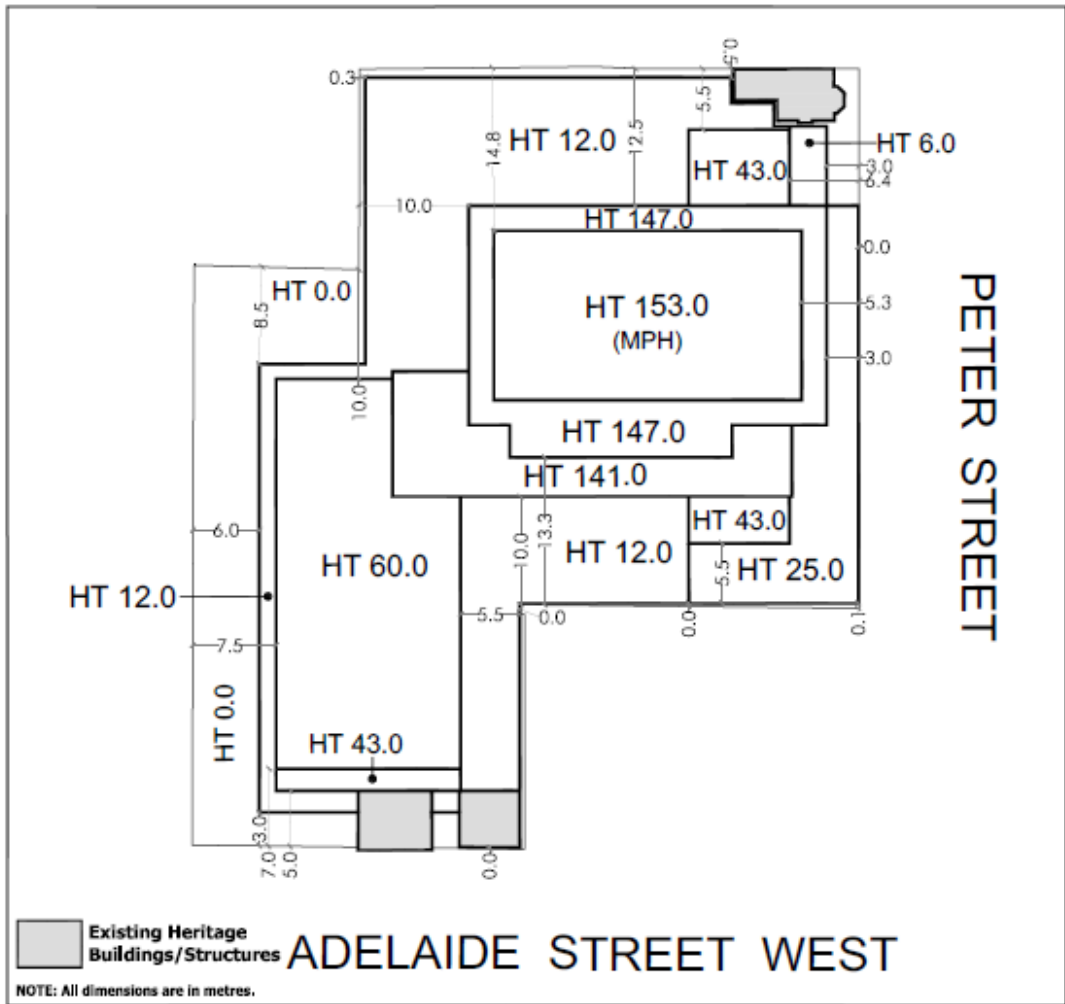 0.5
0.3
5.5
HT 12.0
12.5
14.8
HT 6.0
HT 43.0
3.0
6.4
10.0
HT 147.0
0.0
HT 0.0
8.5
HT 153.0
(MPH)
5.3
3.0
PETER STREET
10.0
HT 147.0
HT 141.0
6.0
HT 60.0
10.0
13.3
HT 12.0
HT 43.0
5.5
HT 25.0
HT 12.0
5.5
0.0
0.0
0.1
7.5
HT 0.0
HT 43.0
3.0
7.0
5.0
0.0
Existing Heritage
Buildings/Structures
ADELAIDE STREET WEST
NOTE: All dimensions are in metres.